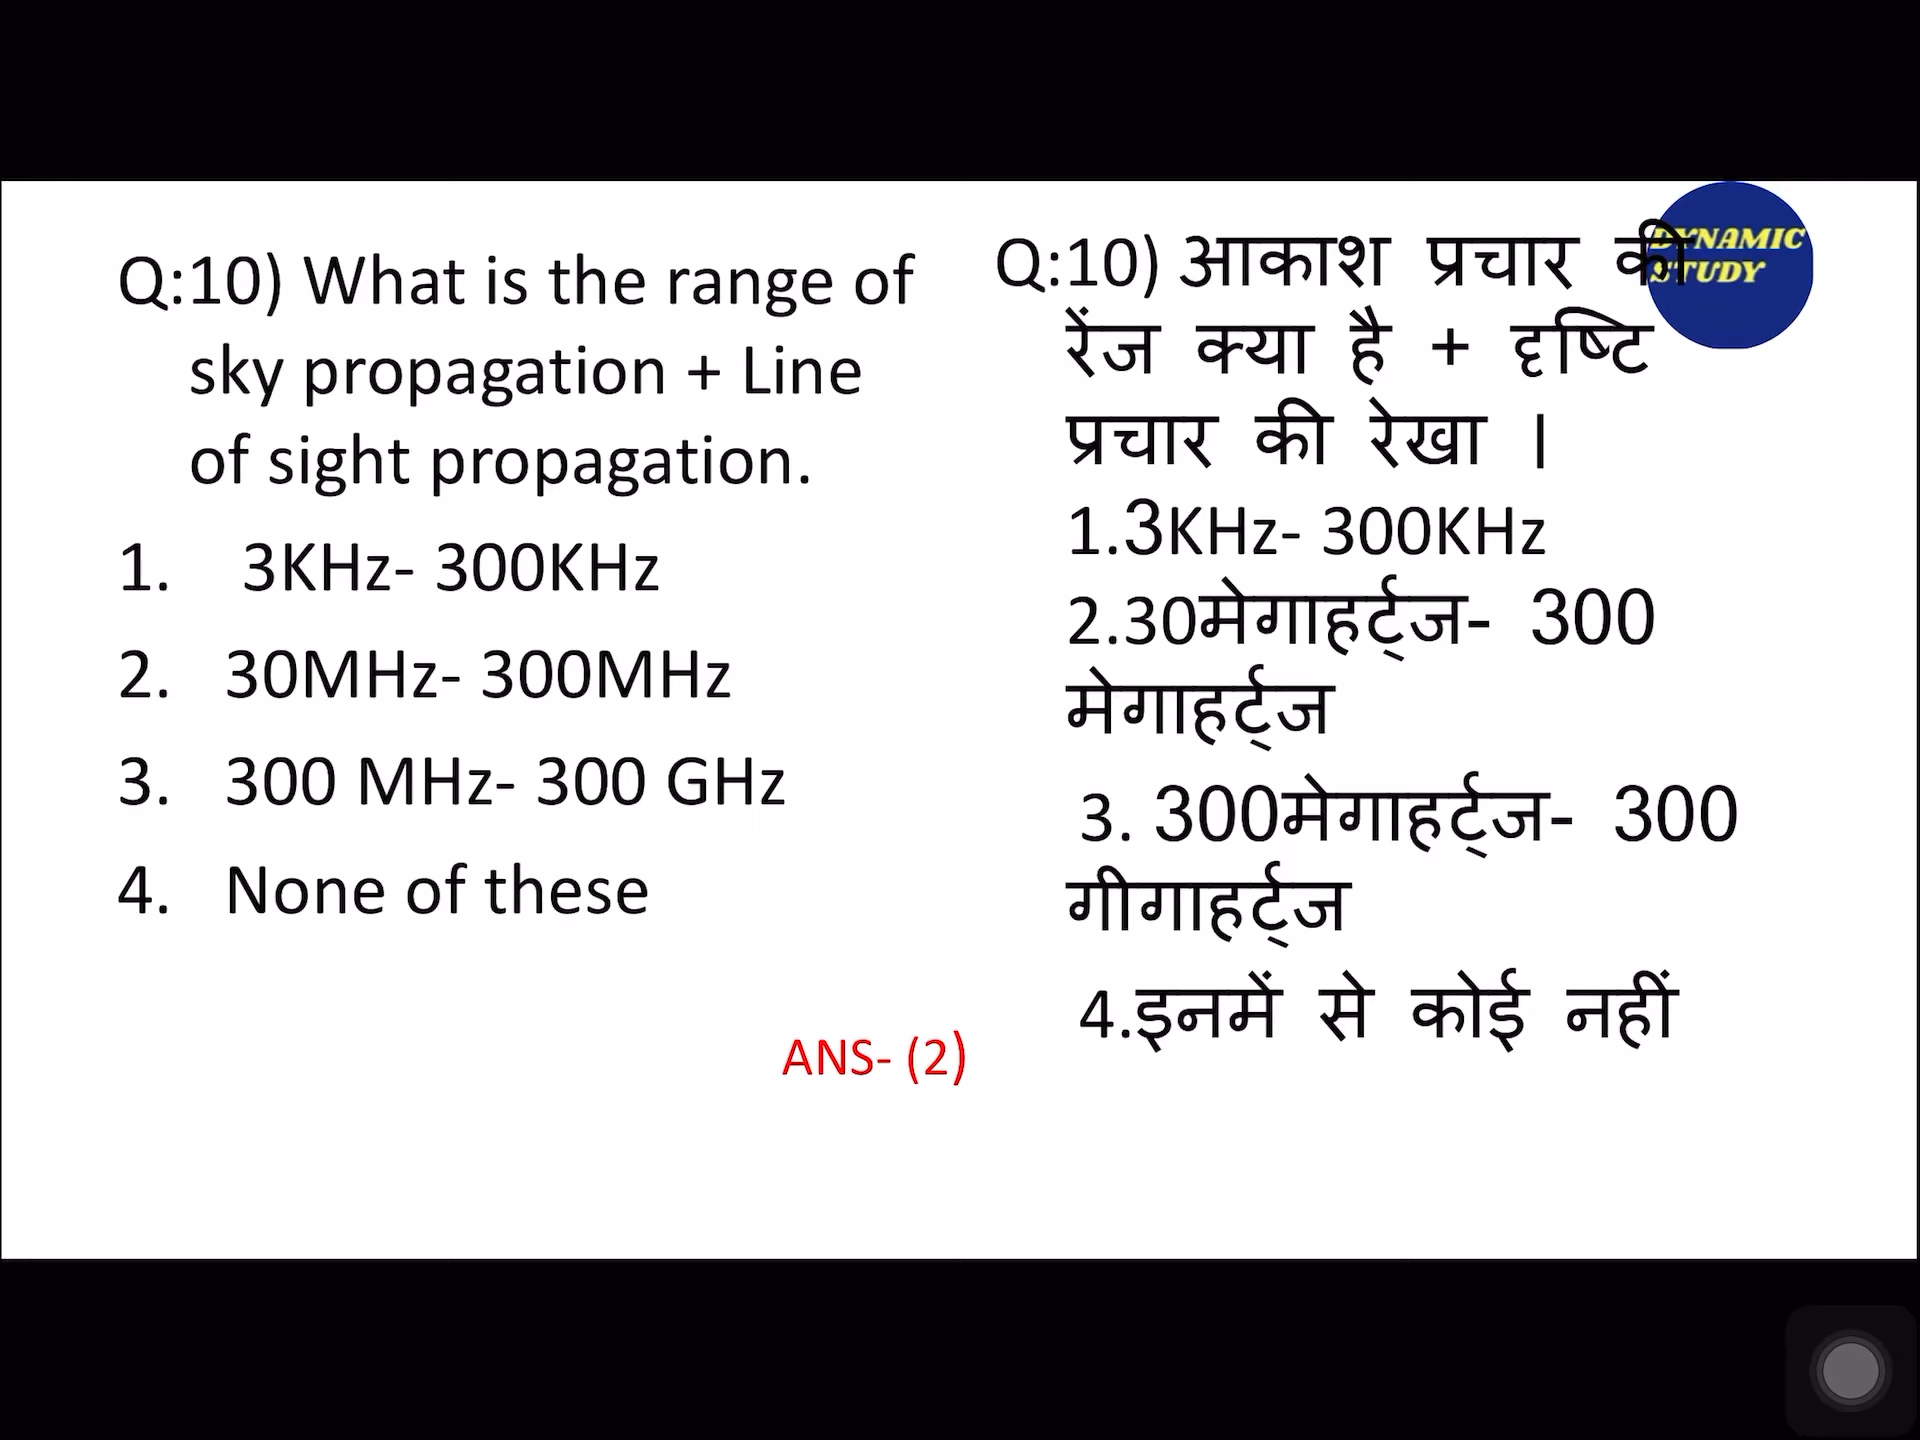 Q:10) What is the range of
sky propagation + Line
of sight propagation.
1. 3KHz- 300KHz
2. 30MHz- 300MHz
3. 300 MHz- 300 GHz
4. None of these
ANS- (2)
Q:10) आकाश प्रचार की
रेंज क्या है + दृष्टि
प्रचार की रेखा ।
1.3KHz- 300KHz
2.30मेगाहर्ट्ज- 300
मेगाहर्ट्ज
3. 300मेगाहर्ट्ज- 300
गीगाहर्ट्ज
4.इनमें से कोई नहीं
DYNAMIC
STUDY